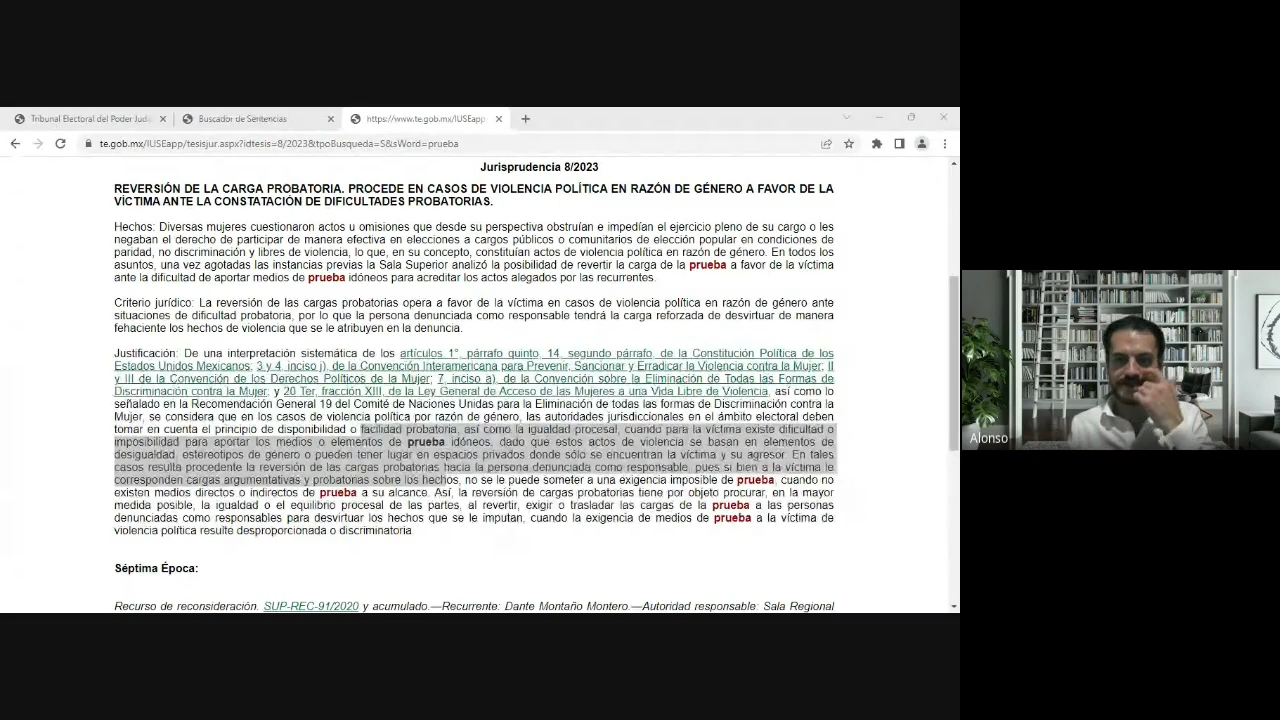 Tribunal Electoral del Poder Judi
Buscador de Sentencias
https://www.te.gob.mx/IUSEapp
te.gob.mx/IUSEapp/tesisjur.aspx?idtesis=8/2023&tpoBusqueda=S&sWord=prueba
Jurisprudencia 8/2023
REVERSIÓN DE LA CARGA PROBATORIA. PROCEDE EN CASOS DE VIOLENCIA POLÍTICA EN RAZÓN DE GÉNERO A FAVOR DE LA
VÍCTIMA ANTE LA CONSTATACIÓN DE DIFICULTADES PROBATORIAS.
Hechos: Diversas mujeres cuestionaron actos u omisiones que desde su perspectiva obstruían e impedían el ejercicio pleno de su cargo o les
negaban el derecho de participar de manera efectiva en elecciones a cargos públicos o comunitarios de elección popular en condiciones de
paridad, no discriminación y libres de violencia, lo que, en su concepto, constituían actos de violencia política en razón de género. En todos los
asuntos, una vez agotadas las instancias previas la Sala Superior analizó la posibilidad de revertir la carga de la prueba a favor de la víctima
ante la dificultad de aportar medios de prueba idóneos para acreditar los actos alegados por las recurrentes.
Criterio jurídico: La reversión de las cargas probatorias opera a favor de la víctima en casos de violencia política en razón de género ante
situaciones de dificultad probatoria, por lo que la persona denunciada como responsable tendrá la carga reforzada de desvirtuar de manera
fehaciente los hechos de violencia que se le atribuyen en la denuncia.
Justificación: De una interpretación sistemática de los artículos 1°, párrafo quinto, 14, segundo párrafo, de la Constitución Política de los
Estados Unidos Mexicanos; 3 y 4, inciso j), de la Convención Interamericana para Prevenir, Sancionar y Erradicar la Violencia contra la Mujer; II
y III de la Convención de los Derechos Políticos de la Mujer; 7, inciso a), de la Convención sobre la Eliminación de Todas las Formas de
Discriminación contra la Mujer, y 20 Ter, fracción XIII, de la Ley General de Acceso de las Mujeres a una Vida Libre de Violencia, así como lo
señalado en la Recomendación General 19 del Comité de Naciones Unidas para la Eliminación de todas las formas de Discriminación contra la
Mujer, se considera que en los casos de violencia política por razón de género, las autoridades jurisdiccionales en el ámbito electoral deben
tomar en cuenta el principio de disponibilidad o facilidad probatoria, así como la igualdad procesal, cuando para la víctima existe dificultad o
imposibilidad para aportar los medios o elementos de prueba idóneos, dado que estos actos de violencia se basan en elementos de
desigualdad, estereotipos de género o pueden tener lugar en espacios privados donde sólo se encuentran la víctima y su agresor. En tales
casos resulta procedente la reversión de las cargas probatorias hacia la persona denunciada como responsable, pues si bien a la víctima le
corresponden cargas argumentativas y probatorias sobre los hechos, no se le puede someter a una exigencia imposible de prueba, cuando no
existen medios directos o indirectos de prueba a su alcance. Así, la reversión de cargas probatorias tiene por objeto procurar, en la mayor
medida posible, la igualdad o el equilibrio procesal de las partes, al revertir, exigir o trasladar las cargas de la prueba a las personas
denunciadas como responsables para desvirtuar los hechos que se le imputan, cuando la exigencia de medios de prueba a la víctima de
violencia política resulte desproporcionada o discriminatoria.
Séptima Época:
Recurso de reconsideración. SUP-REC-91/2020 y acumulado.—Recurrente: Dante Montaño Montero.—Autoridad responsable: Sala Regional
Alonso